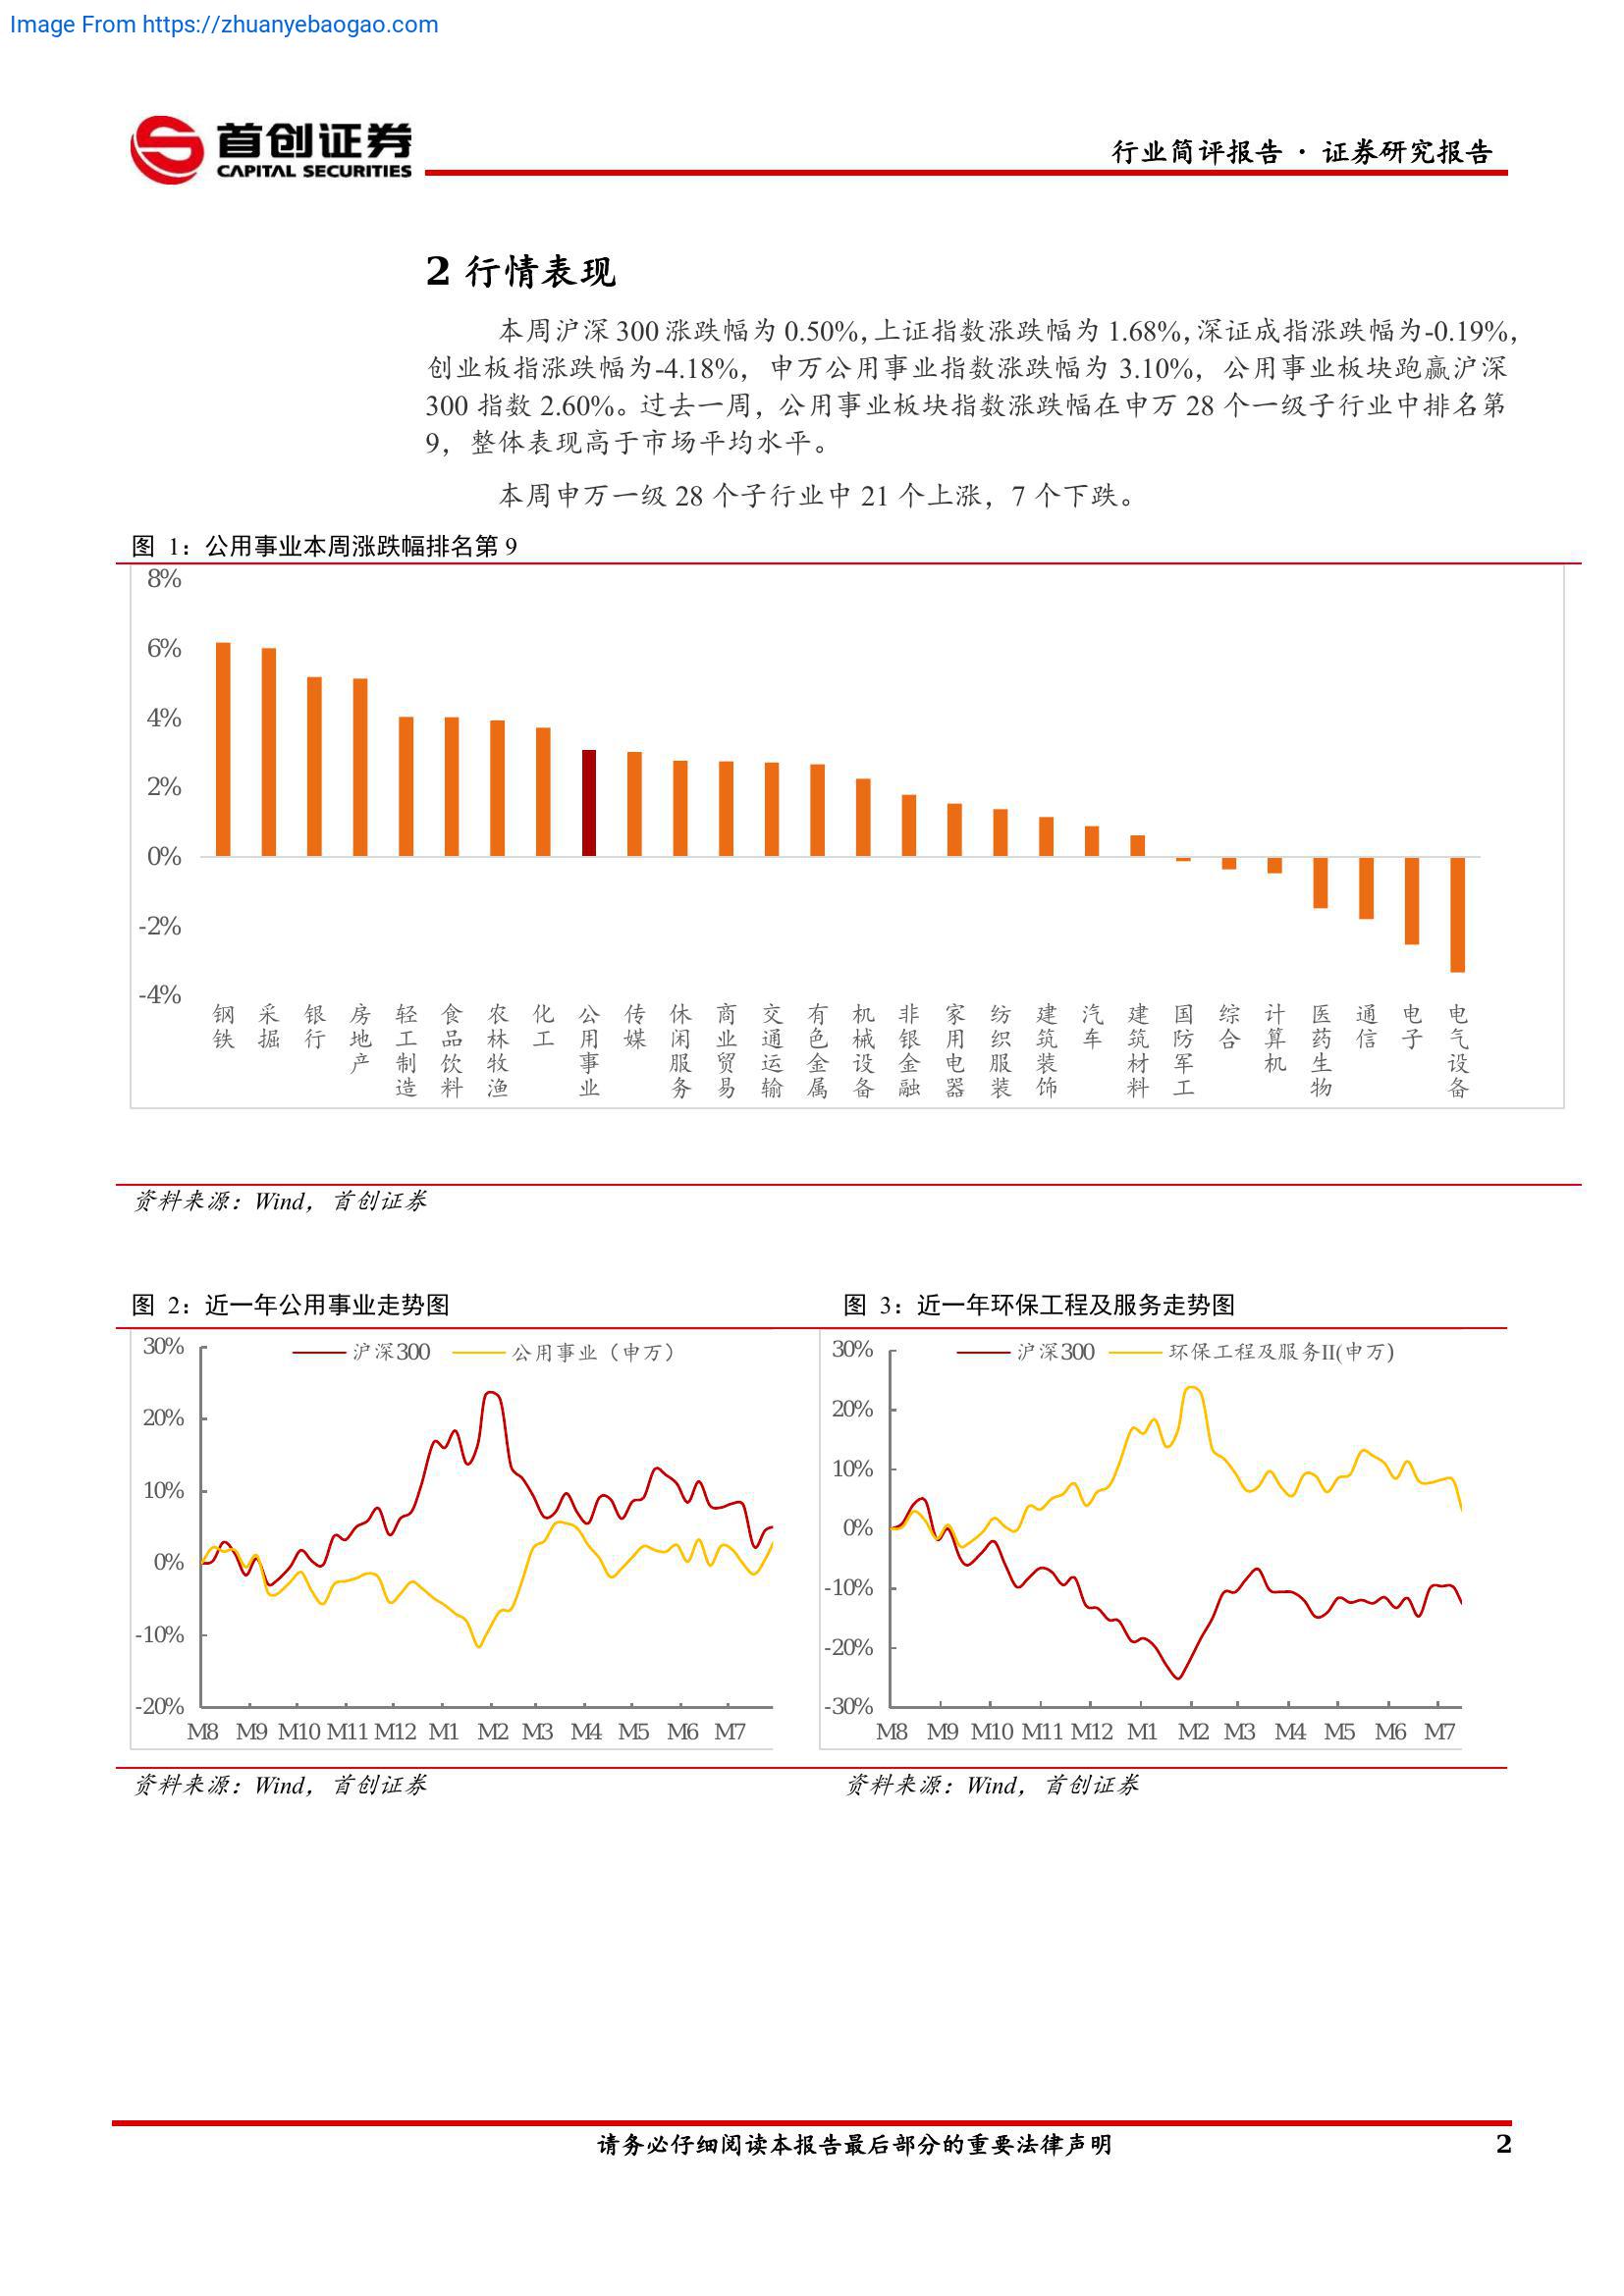 Image From https://zhuanyebaogao.com
首创证券
CAPITAL SECURITIES
行业简评报告 · 证券研究报告
2 行情表现
本周沪深 300 涨跌幅为 0.50%,上证指数涨跌幅为 1.68%,深证成指涨跌幅为-0.19%,
创业板指涨跌幅为-4.18%，申万公用事业指数涨跌幅为 3.10%，公用事业板块跑赢沪深
300 指数 2.60%。过去一周，公用事业板块指数涨跌幅在申万 28 个一级子行业中排名第
9，整体表现高于市场平均水平。
本周申万一级 28 个子行业中 21 个上涨，7 个下跌。
图 1：公用事业本周涨跌幅排名第 9
8%
6%
4%
2%
0%
-2%
-4%
钢铁 采掘 银行 房地产 轻工制造 食品饮料 农林牧渔 化工 公用事业 传媒 休闲服务 商业贸易 交通运输 有色金属 机械设备 非银金融 家用电器 纺织服装 建筑装饰 汽车 建筑材料 国防军工 综合 计算机 医药生物 通信 电子 电气设备
资料来源：Wind，首创证券
图 2：近一年公用事业走势图
沪深300 公用事业（申万）
30%
20%
10%
0%
-10%
-20%
M8 M9 M10 M11 M12 M1 M2 M3 M4 M5 M6 M7
资料来源：Wind，首创证券
图 3：近一年环保工程及服务走势图
沪深300 环保工程及服务II(申万)
30%
20%
10%
0%
-10%
-20%
-30%
M8 M9 M10 M11 M12 M1 M2 M3 M4 M5 M6 M7
资料来源：Wind，首创证券
请务必仔细阅读本报告最后部分的重要法律声明
2